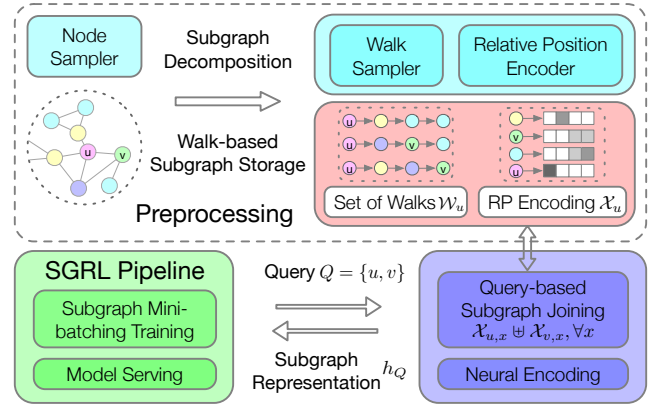 Node
Sampler
Subgraph
Decomposition
Walk
Sampler
Relative Position
Encoder
Walk-based
Subgraph Storage
u
v
u
u
v
u
v
Set of Walks 𝒲_u
v
u
RP Encoding 𝒳_u
Preprocessing
SGRL Pipeline
Subgraph Mini-
batching Training
Model Serving
Query Q = {u, v}
Subgraph
Representation h_Q
Query-based
Subgraph Joining
𝒳_{u,x} ⊎ 𝒳_{v,x}, ∀x
Neural Encoding